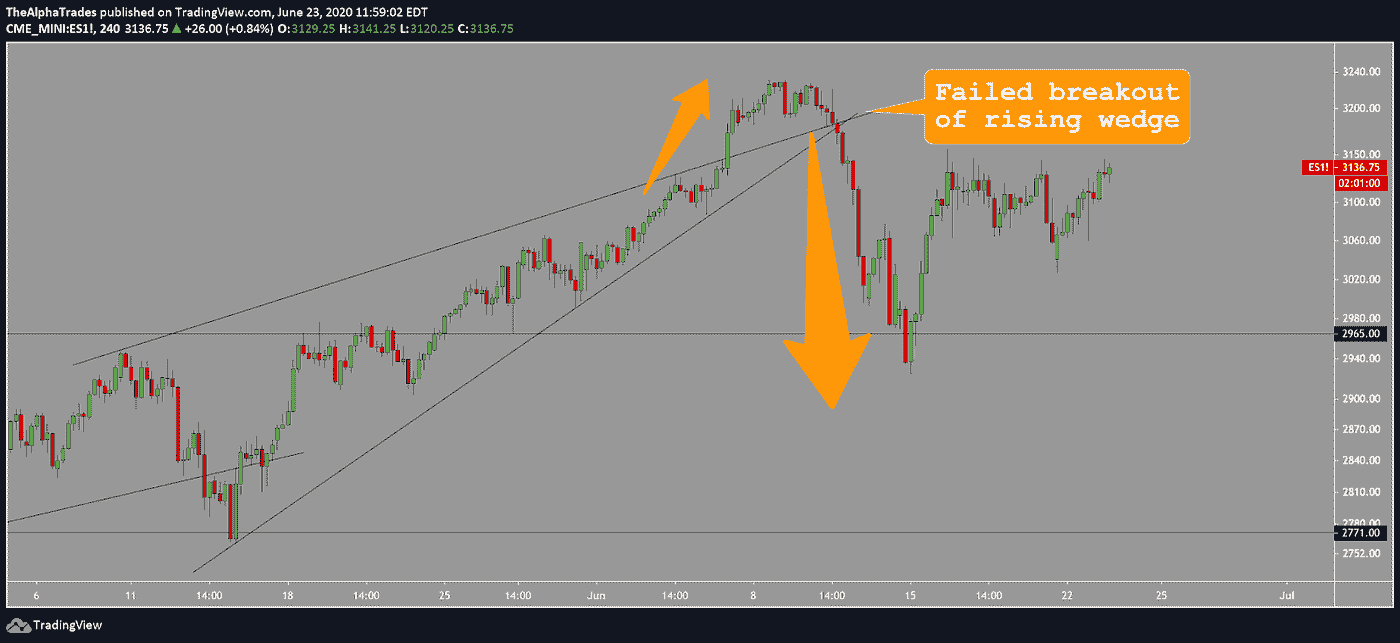 TheAlphaTrades published on TradingView.com, June 23, 2020 11:59:02 EDT
CME_MINI:ES1!, 240 3136.75 ▲ +26.00 (+0.84%) O:3129.25 H:3141.25 L:3120.25 C:3136.75
Failed breakout
of rising wedge
3240.00
3200.00
3150.00
ES1! 3136.75
02:01:00
3100.00
3060.00
3020.00
2980.00
2965.00
2940.00
2900.00
2870.00
2840.00
2810.00
2780.00
2771.00
2752.00
6 11 14:00 18 14:00 25 14:00 Jun 14:00 8 14:00 15 14:00 22 25 Jul
TradingView